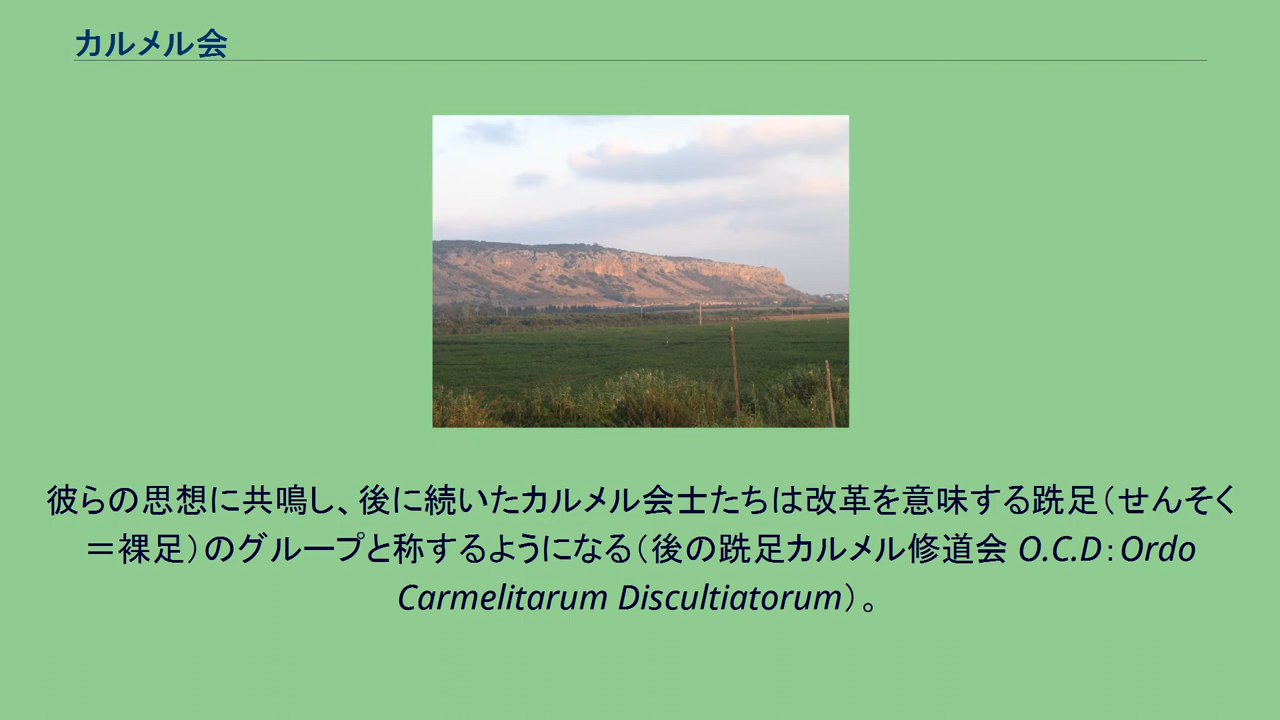 カルメル会
彼らの思想に共鳴し、後に続いたカルメル会士たちは改革を意味する跣足（せんそく
＝裸足）のグループと称するようになる（後の跣足カルメル修道会 O.C.D：Ordo
Carmelitarum Discultiatorum）。